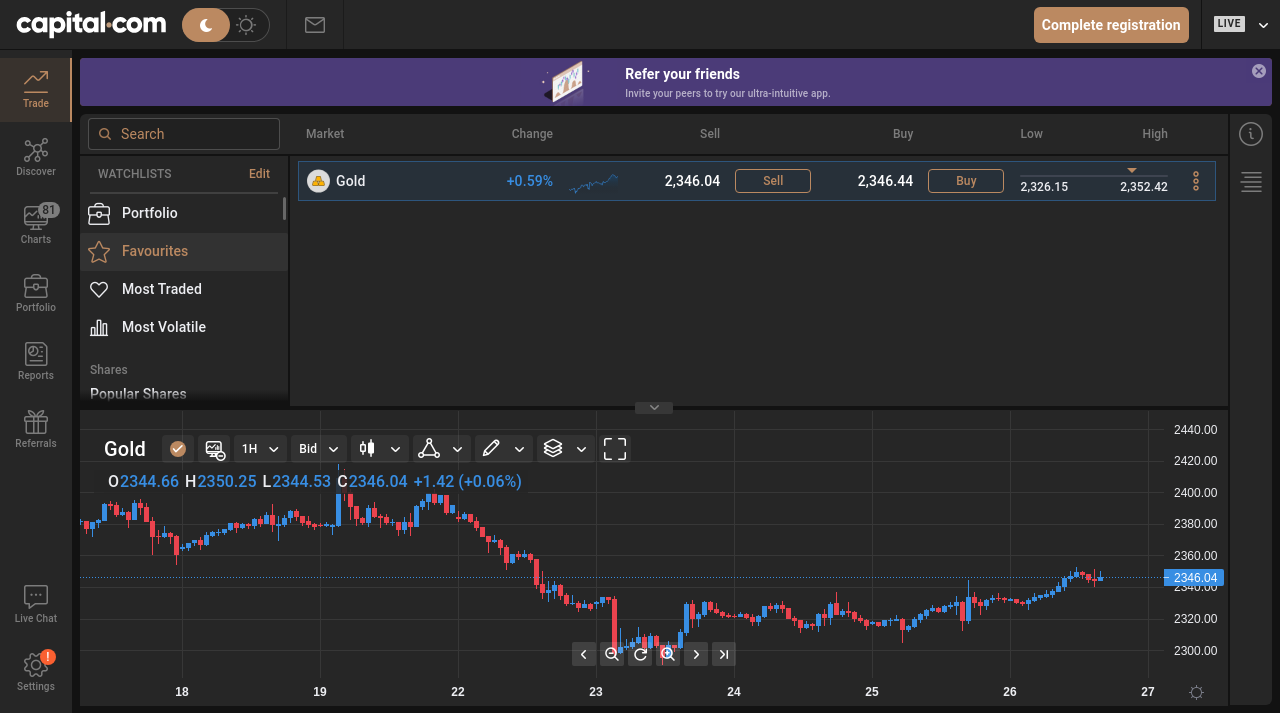 capital.com
Complete registration
LIVE
Trade
Discover
81
Charts
Portfolio
Reports
Referrals
Live Chat
!
Settings
Refer your friends
Invite your peers to try our ultra-intuitive app.
Search
WATCHLISTS Edit
Portfolio
Favourites
Most Traded
Most Volatile
Shares
Popular Shares
Market Change Sell Buy Low High
Gold +0.59% 2,346.04 Sell 2,346.44 Buy 2,326.15 2,352.42
Gold 1H Bid
O2344.66 H2350.25 L2344.53 C2346.04 +1.42 (+0.06%)
2440.00
2420.00
2400.00
2380.00
2360.00
2346.04
2340.00
2320.00
2300.00
18 19 22 23 24 25 26 27